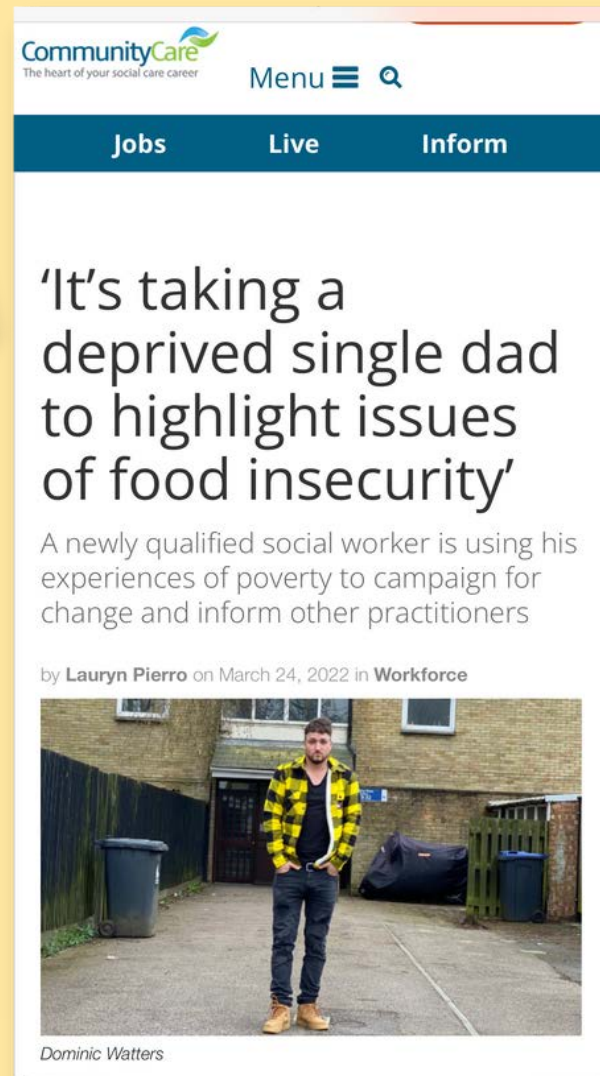 CommunityCare
The heart of your social care career
Menu
Jobs Live Inform
‘It’s taking a
deprived single dad
to highlight issues
of food insecurity’
A newly qualified social worker is using his
experiences of poverty to campaign for
change and inform other practitioners
by Lauryn Pierro on March 24, 2022 in Workforce
Dominic Watters